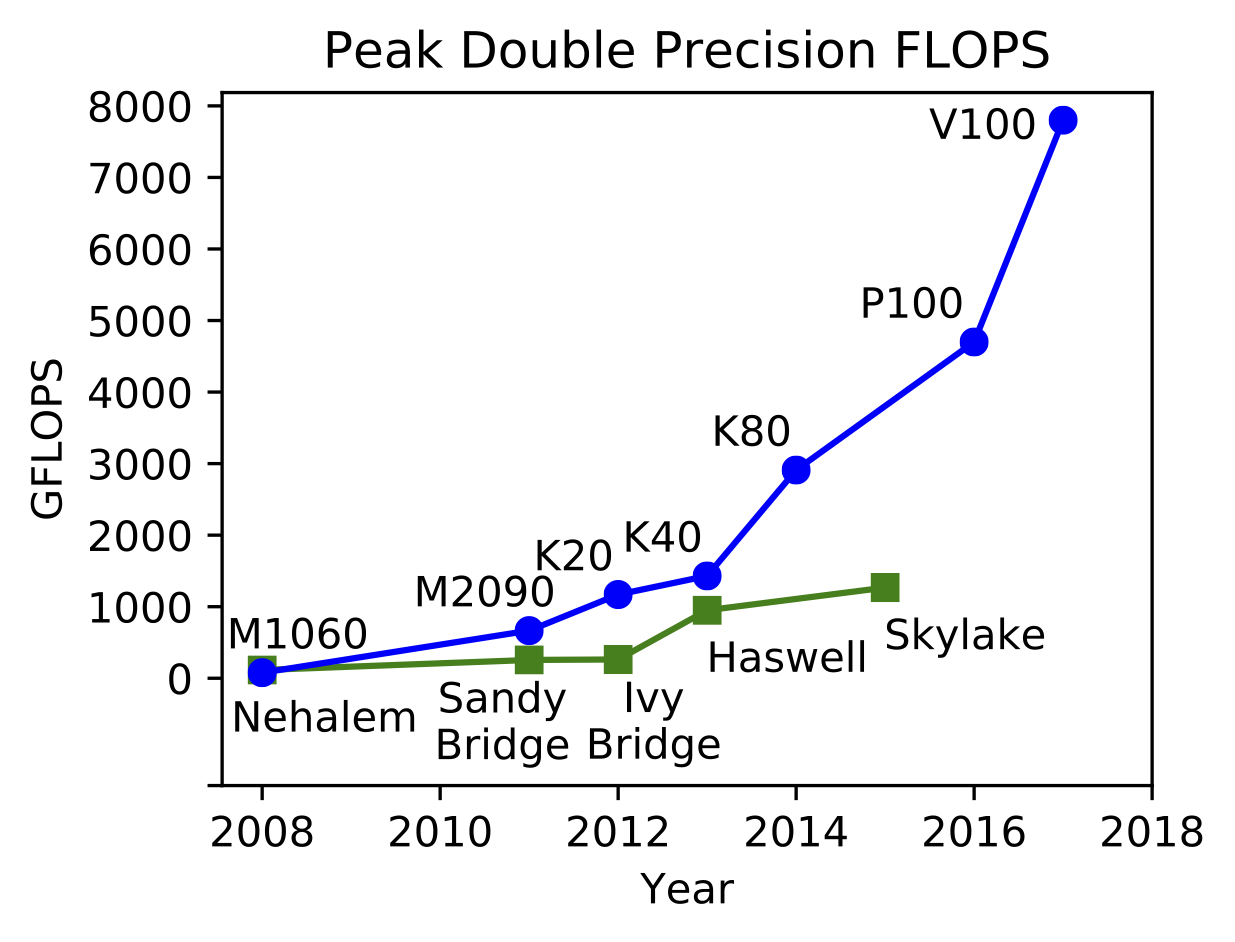 Peak Double Precision FLOPS
8000
7000
6000
5000
4000
3000
2000
1000
0
GFLOPS
V100
P100
K80
K40
K20
M2090
M1060
Nehalem
Sandy
Bridge
Ivy
Bridge
Haswell
Skylake
2008 2010 2012 2014 2016 2018
Year